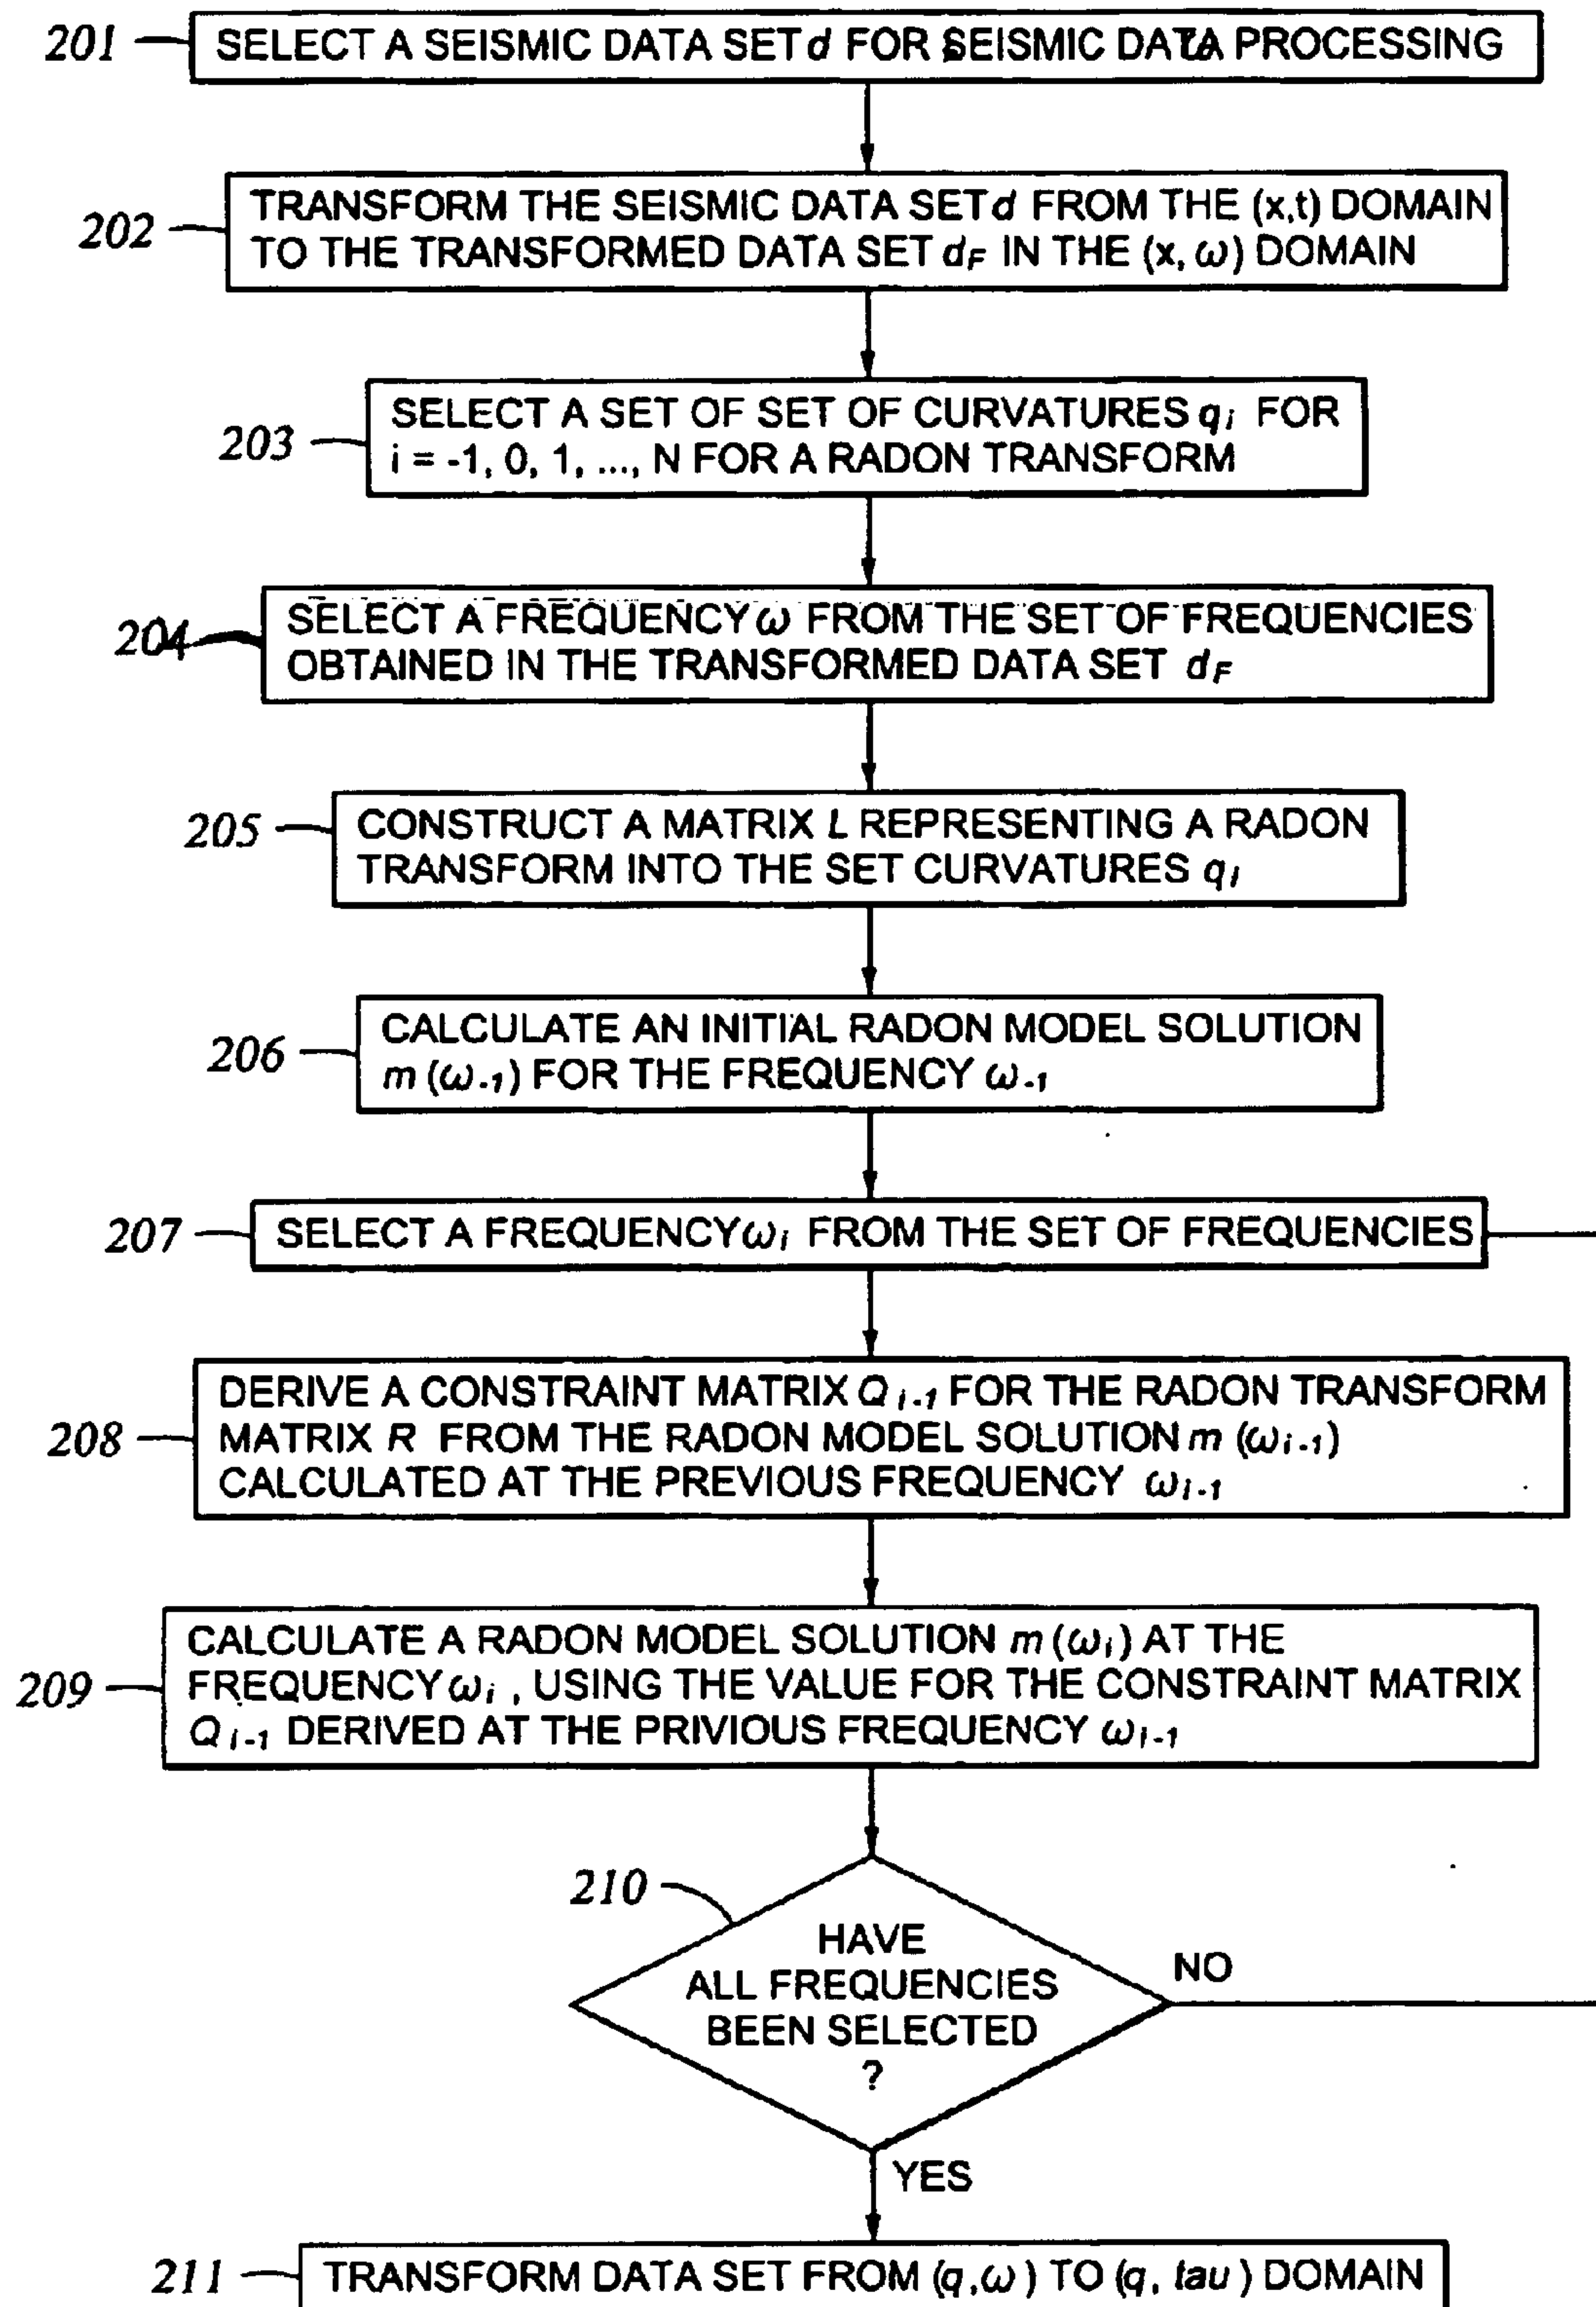 201 SELECT A SEISMIC DATA SET d FOR SEISMIC DATA PROCESSING
202 TRANSFORM THE SEISMIC DATA SET d FROM THE (x,t) DOMAIN
TO THE TRANSFORMED DATA SET dF IN THE (x, ω) DOMAIN
203 SELECT A SET OF SET OF CURVATURES qi FOR
i = -1, 0, 1, ..., N FOR A RADON TRANSFORM
204 SELECT A FREQUENCY ω FROM THE SET OF FREQUENCIES
OBTAINED IN THE TRANSFORMED DATA SET dF
205 CONSTRUCT A MATRIX L REPRESENTING A RADON
TRANSFORM INTO THE SET CURVATURES qi
206 CALCULATE AN INITIAL RADON MODEL SOLUTION
m (ω-1) FOR THE FREQUENCY ω-1
207 SELECT A FREQUENCY ωi FROM THE SET OF FREQUENCIES
208 DERIVE A CONSTRAINT MATRIX Qi-1 FOR THE RADON TRANSFORM
MATRIX R FROM THE RADON MODEL SOLUTION m (ωi-1)
CALCULATED AT THE PREVIOUS FREQUENCY ωi-1
209 CALCULATE A RADON MODEL SOLUTION m (ωi) AT THE
FREQUENCY ωi , USING THE VALUE FOR THE CONSTRAINT MATRIX
Qi-1 DERIVED AT THE PRIVIOUS FREQUENCY ωi-1
210
HAVE
ALL FREQUENCIES
BEEN SELECTED
?
NO
YES
211 TRANSFORM DATA SET FROM (q,ω) TO (q, tau) DOMAIN